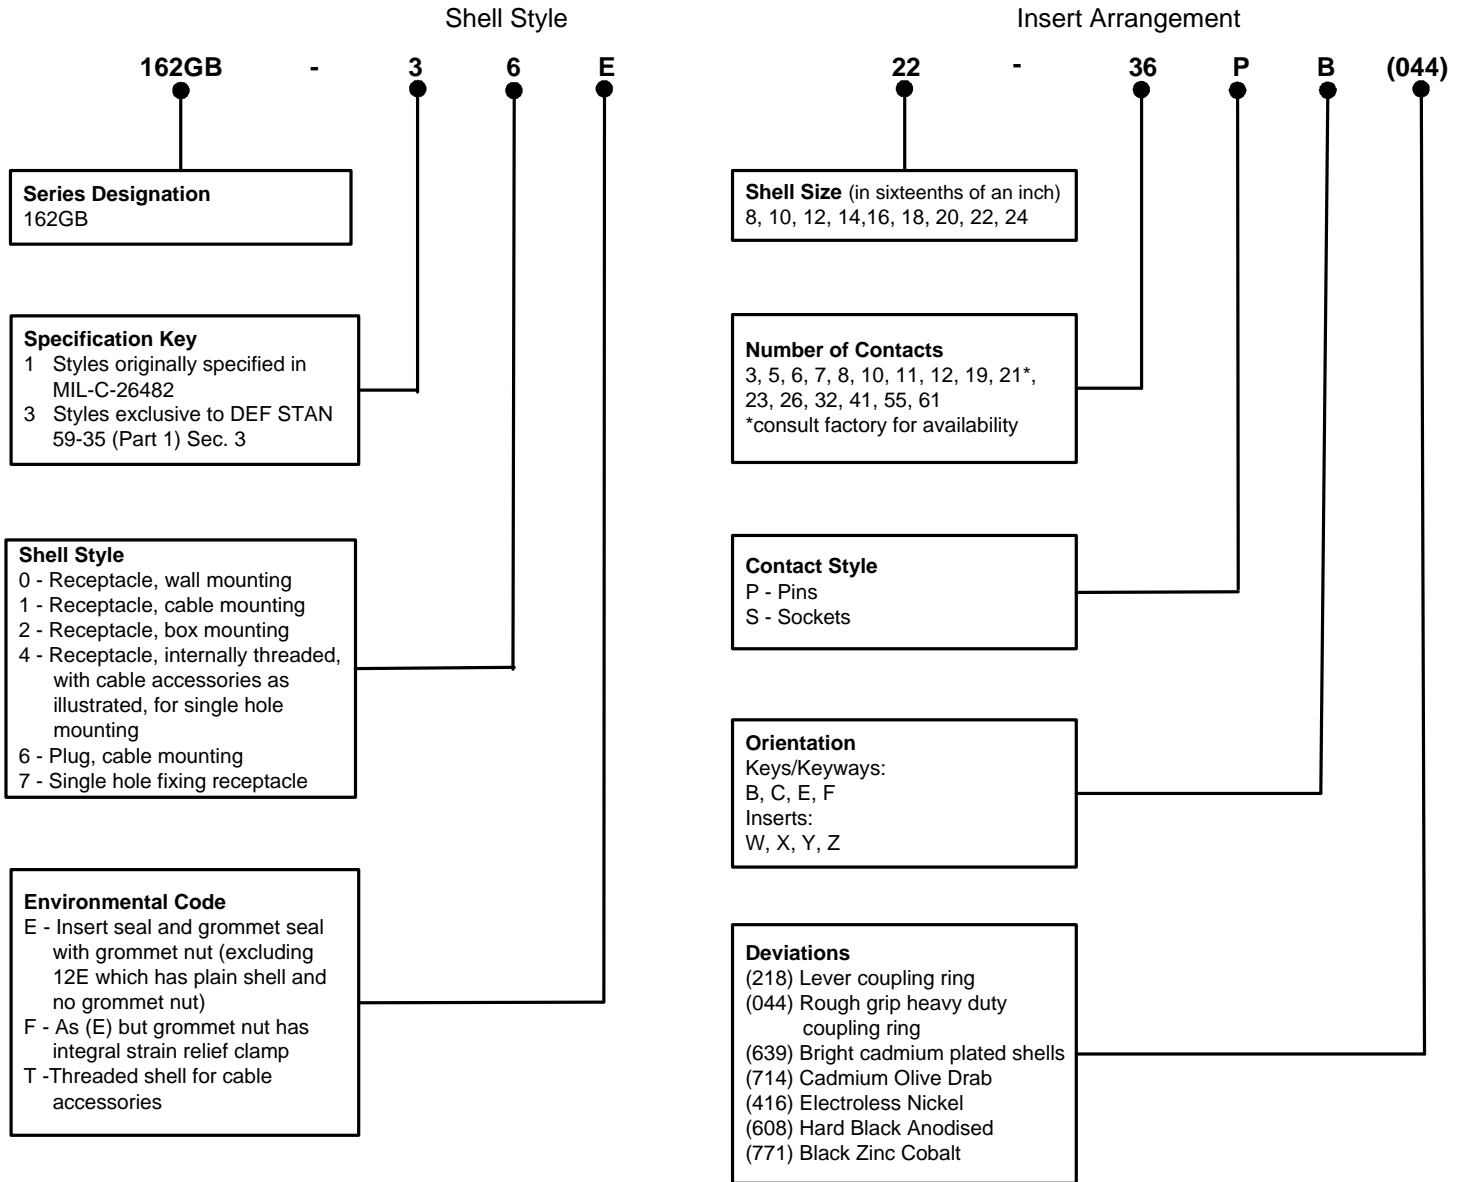 Shell Style
Insert Arrangement
162GB - 3 6 E
22 - 36 P B (044)
Series Designation
162GB
Specification Key
1 Styles originally specified in
MIL-C-26482
3 Styles exclusive to DEF STAN
59-35 (Part 1) Sec. 3
Shell Style
0 - Receptacle, wall mounting
1 - Receptacle, cable mounting
2 - Receptacle, box mounting
4 - Receptacle, internally threaded,
with cable accessories as
illustrated, for single hole
mounting
6 - Plug, cable mounting
7 - Single hole fixing receptacle
Environmental Code
E - Insert seal and grommet seal
with grommet nut (excluding
12E which has plain shell and
no grommet nut)
F - As (E) but grommet nut has
integral strain relief clamp
T -Threaded shell for cable
accessories
Shell Size (in sixteenths of an inch)
8, 10, 12, 14,16, 18, 20, 22, 24
Number of Contacts
3, 5, 6, 7, 8, 10, 11, 12, 19, 21*,
23, 26, 32, 41, 55, 61
*consult factory for availability
Contact Style
P - Pins
S - Sockets
Orientation
Keys/Keyways:
B, C, E, F
Inserts:
W, X, Y, Z
Deviations
(218) Lever coupling ring
(044) Rough grip heavy duty
coupling ring
(639) Bright cadmium plated shells
(714) Cadmium Olive Drab
(416) Electroless Nickel
(608) Hard Black Anodised
(771) Black Zinc Cobalt